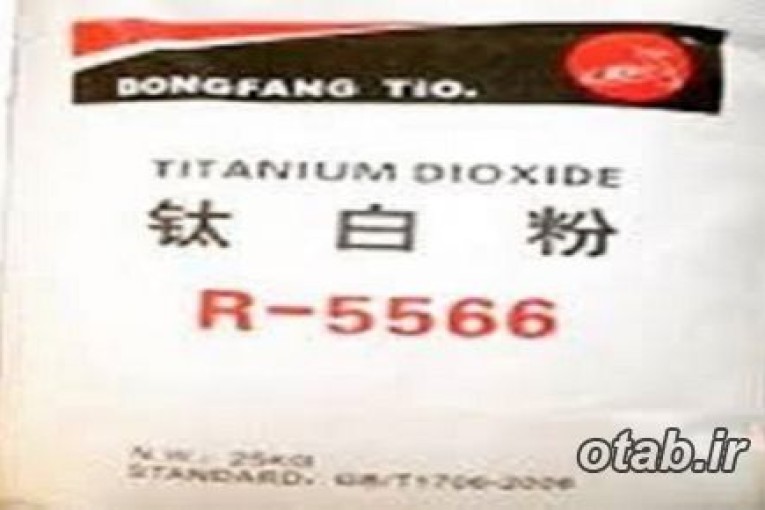 DONGFANG TiO.
TITANIUM DIOXIDE
钛白粉
R-5566
N.W.: 25KG
STANDARD. GB/T1706-2006
otab.ir